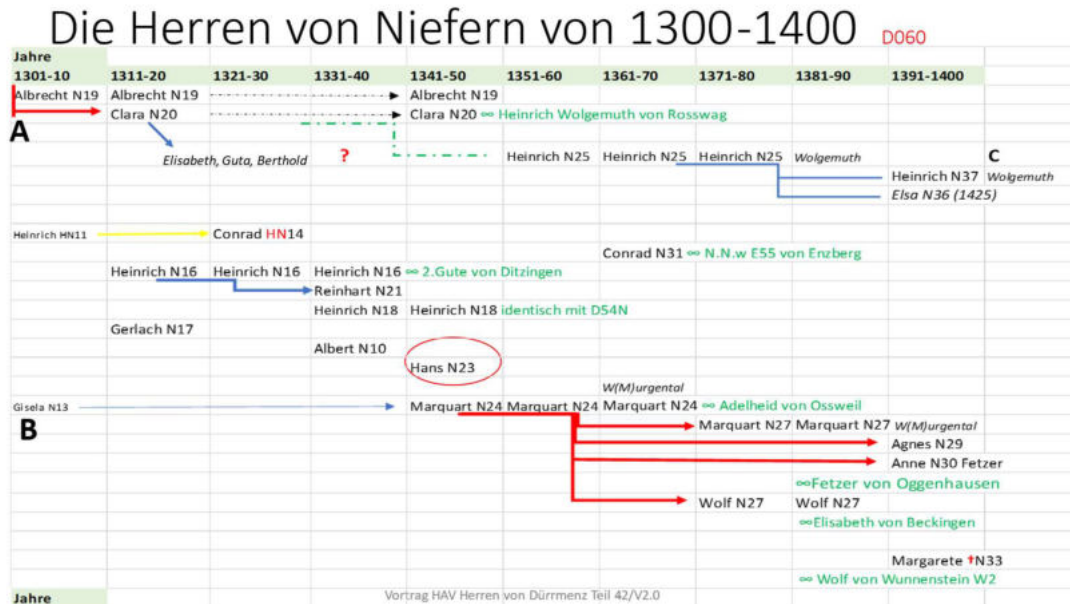 Die Herren von Niefern von 1300-1400 D060
Jahre
1301-10 1311-20 1321-30 1331-40 1341-50 1351-60 1361-70 1371-80 1381-90 1391-1400
Albrecht N19 Albrecht N19 Albrecht N19
Clara N20 Clara N20 ∞ Heinrich Wolgemuth von Rosswag
A
Elisabeth, Guta, Berthold ? Heinrich N25 Heinrich N25 Heinrich N25 Wolgemuth C
Heinrich N37 Wolgemuth
Elsa N36 (1425)
Heinrich HN11 Conrad HN14
Conrad N31 ∞ N.N.w E55 von Enzberg
Heinrich N16 Heinrich N16 Heinrich N16 ∞ 2.Gute von Ditzingen
Reinhart N21
Heinrich N18 Heinrich N18 identisch mit D54N
Gerlach N17
Albert N10
Hans N23
W(M)urgental
Gisela N13 Marquart N24 Marquart N24 Marquart N24 ∞ Adelheid von Ossweil
B Marquart N27 Marquart N27 W(M)urgental
Agnes N29
Anne N30 Fetzer
∞Fetzer von Oggenhausen
Wolf N27 Wolf N27
∞Elisabeth von Beckingen
Margarete †N33
∞ Wolf von Wunnenstein W2
Jahre Vortrag HAV Herren von Dürrmenz Teil 42/V2.0